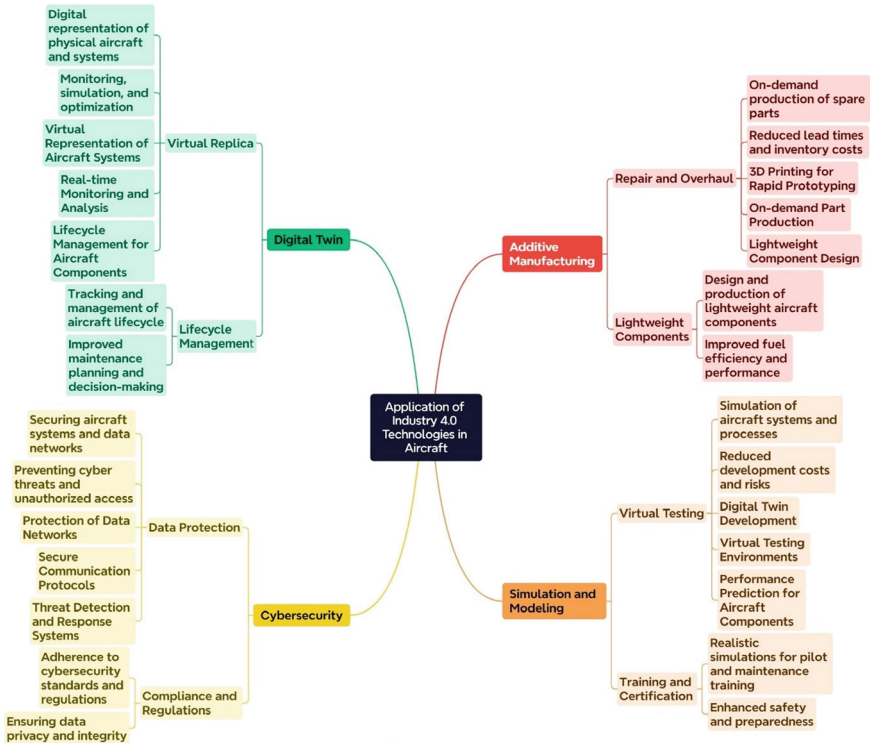 Application of
Industry 4.0
Technologies in
Aircraft
Digital Twin
Virtual Replica
Digital
representation of
physical aircraft
and systems
Monitoring,
simulation, and
optimization
Virtual
Representation of
Aircraft Systems
Real-time
Monitoring and
Analysis
Lifecycle
Management for
Aircraft
Components
Lifecycle
Management
Tracking and
management of
aircraft lifecycle
Improved
maintenance
planning and
decision-making
Cybersecurity
Data Protection
Securing aircraft
systems and data
networks
Preventing cyber
threats and
unauthorized access
Protection of Data
Networks
Secure
Communication
Protocols
Threat Detection
and Response
Systems
Compliance and
Regulations
Adherence to
cybersecurity
standards and
regulations
Ensuring data
privacy and integrity
Additive
Manufacturing
Repair and Overhaul
On-demand
production of spare
parts
Reduced lead times
and inventory costs
3D Printing for
Rapid Prototyping
On-demand Part
Production
Lightweight
Component Design
Lightweight
Components
Design and
production of
lightweight aircraft
components
Improved fuel
efficiency and
performance
Simulation and
Modeling
Virtual Testing
Simulation of
aircraft systems and
processes
Reduced
development costs
and risks
Digital Twin
Development
Virtual Testing
Environments
Performance
Prediction for
Aircraft
Components
Training and
Certification
Realistic
simulations for pilot
and maintenance
training
Enhanced safety
and preparedness